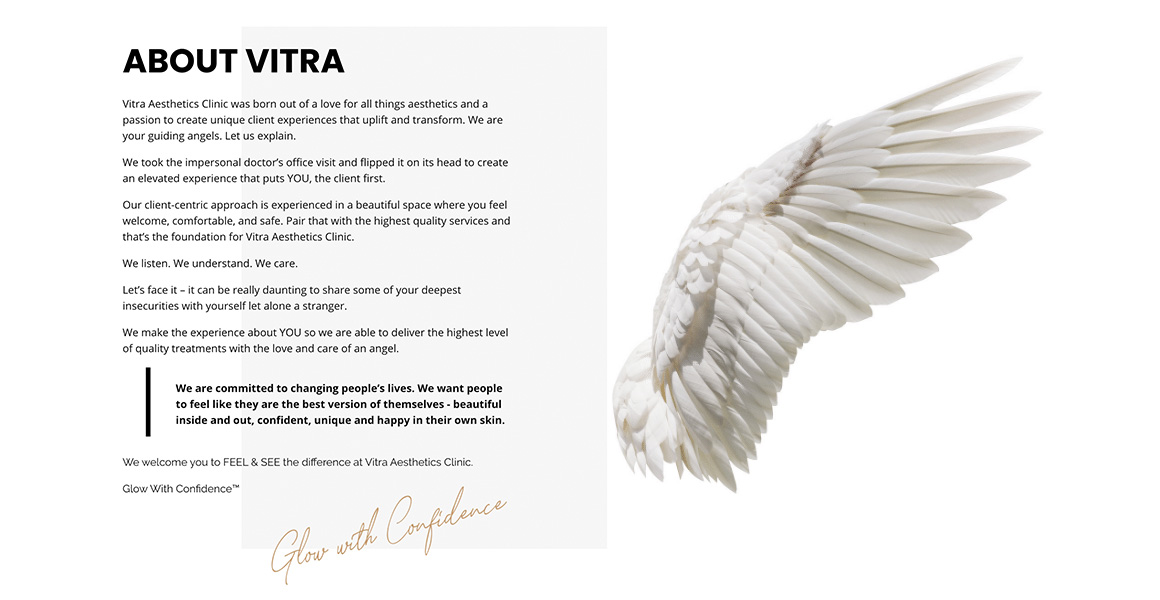 ABOUT VITRA
Vitra Aesthetics Clinic was born out of a love for all things aesthetics and a
passion to create unique client experiences that uplift and transform. We are
your guiding angels. Let us explain.
We took the impersonal doctor’s office visit and flipped it on its head to create
an elevated experience that puts YOU, the client first.
Our client-centric approach is experienced in a beautiful space where you feel
welcome, comfortable, and safe. Pair that with the highest quality services and
that’s the foundation for Vitra Aesthetics Clinic.
We listen. We understand. We care.
Let’s face it – it can be really daunting to share some of your deepest
insecurities with yourself let alone a stranger.
We make the experience about YOU so we are able to deliver the highest level
of quality treatments with the love and care of an angel.
We are committed to changing people’s lives. We want people
to feel like they are the best version of themselves - beautiful
inside and out, confident, unique and happy in their own skin.
We welcome you to FEEL & SEE the difference at Vitra Aesthetics Clinic.
Glow With Confidence™
Glow with Confidence